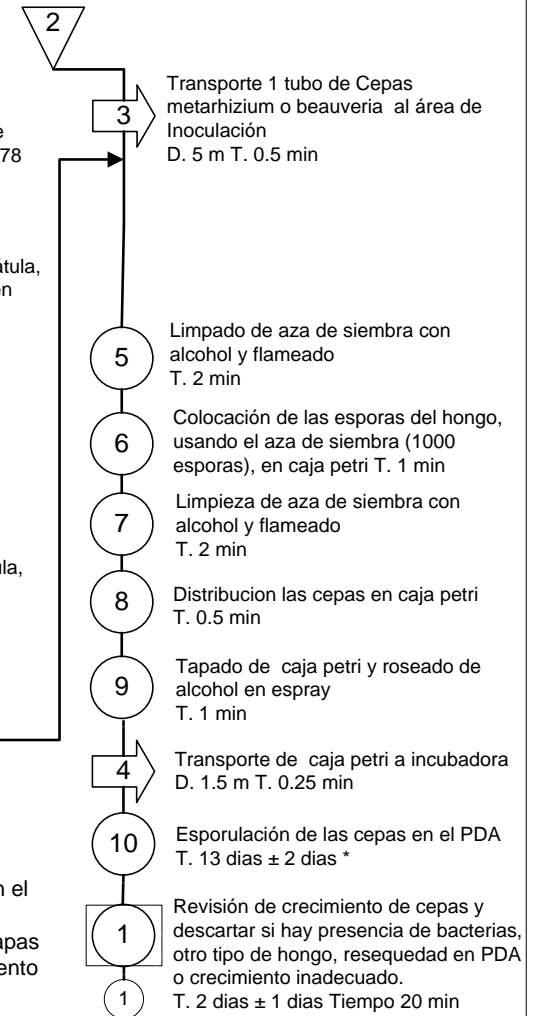 2
3
Transporte 1 tubo de Cepas
metarhizium o beauveria al área de
Inoculación
D. 5 m T. 0.5 min
78
en
5
Limpado de aza de siembra con
alcohol y flameado
T. 2 min
6
Colocación de las esporas del hongo,
usando el aza de siembra (1000
esporas), en caja petri T. 1 min
7
Limpieza de aza de siembra con
alcohol y flameado
T. 2 min
8
Distribucion las cepas en caja petri
T. 0.5 min
9
Tapado de caja petri y roseado de
alcohol en espray
T. 1 min
4
Transporte de caja petri a incubadora
D. 1.5 m T. 0.25 min
10
Esporulación de las cepas en el PDA
T. 13 dias ± 2 dias *
el
1
Revisión de crecimiento de cepas y
descartar si hay presencia de bacterias,
otro tipo de hongo, resequedad en PDA
o crecimiento inadecuado.
T. 2 dias ± 1 dias Tiempo 20 min
1